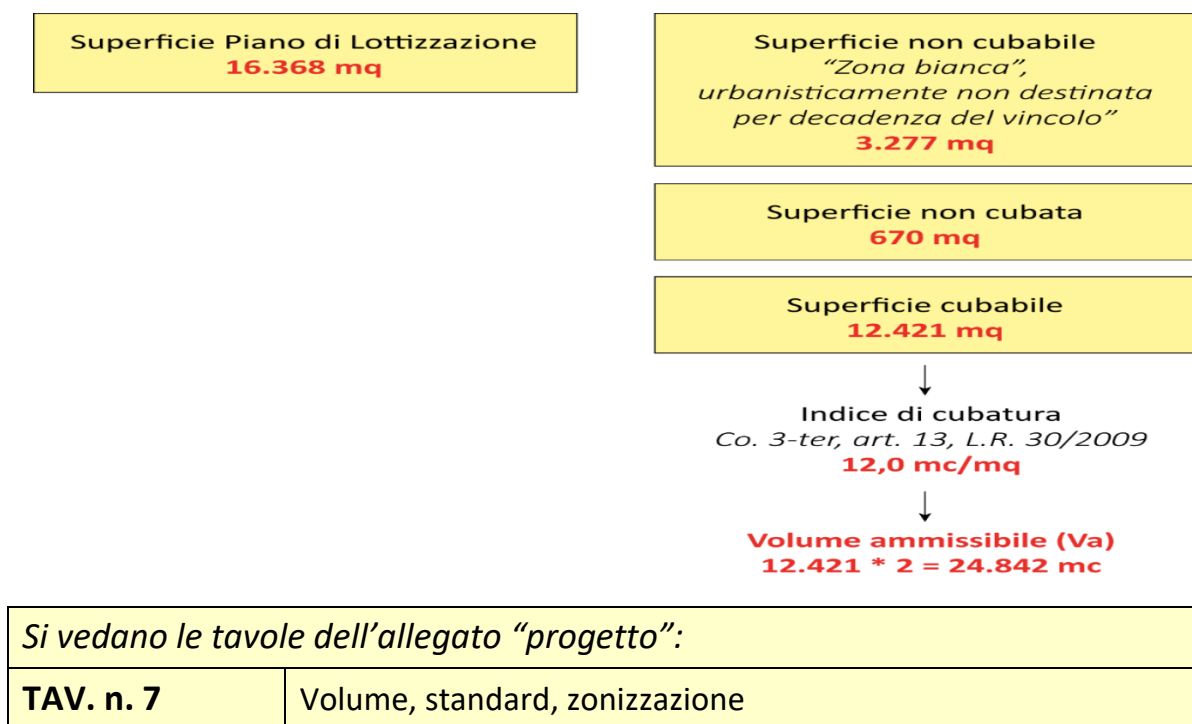 Superficie Piano di Lottizzazione
16.368 mq
Superficie non cubabile
“Zona bianca”,
urbanisticamente non destinata
per decadenza del vincolo”
3.277 mq
Superficie non cubata
670 mq
Superficie cubabile
12.421 mq
Indice di cubatura
Co. 3-ter, art. 13, L.R. 30/2009
12,0 mc/mq
Volume ammissibile (Va)
12.421 * 2 = 24.842 mc
Si vedano le tavole dell’allegato “progetto”:
TAV. n. 7 Volume, standard, zonizzazione